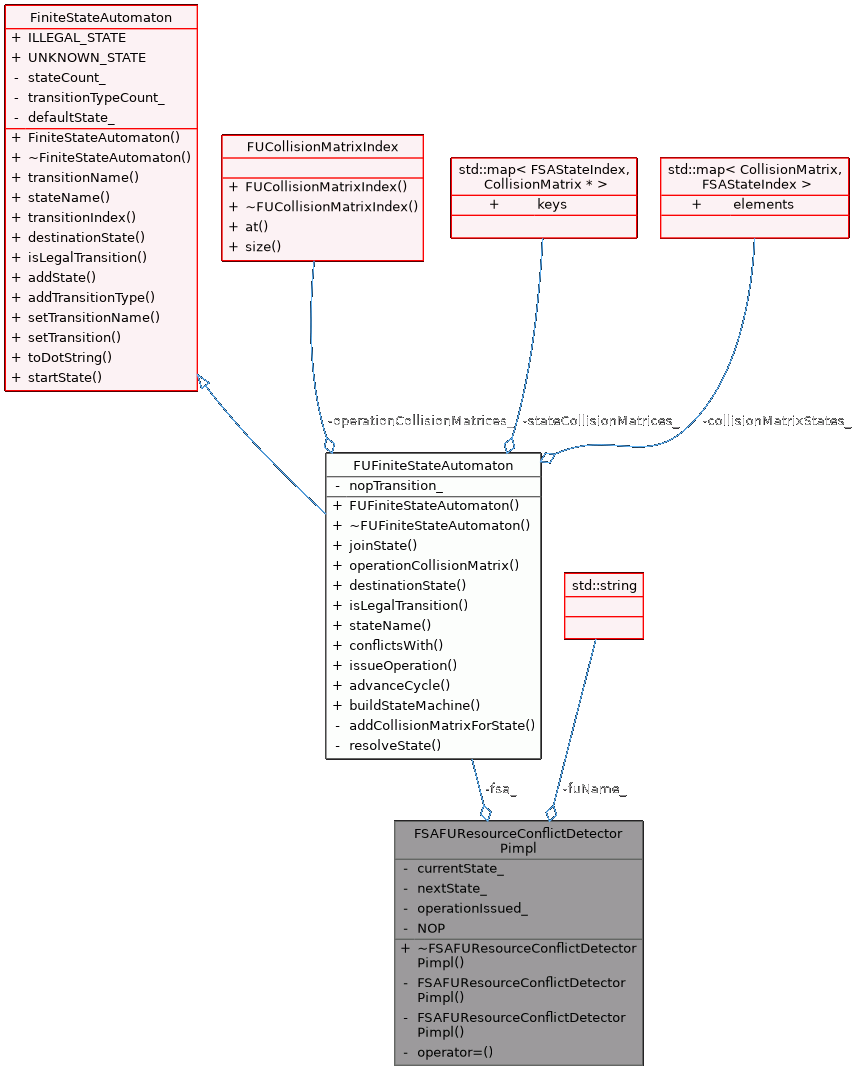 FiniteStateAutomaton
+ ILLEGAL_STATE
+ UNKNOWN_STATE
- stateCount_
- transitionTypeCount_
- defaultState_
+ FiniteStateAutomaton()
+ ~FiniteStateAutomaton()
+ transitionName()
+ stateName()
+ transitionIndex()
+ destinationState()
+ isLegalTransition()
+ addState()
+ addTransitionType()
+ setTransitionName()
+ setTransition()
+ toDotString()
+ startState()
FUCollisionMatrixIndex
+ FUCollisionMatrixIndex()
+ ~FUCollisionMatrixIndex()
+ at()
+ size()
std::map< FSAStateIndex,
CollisionMatrix * >
+ keys
std::map< CollisionMatrix,
FSAStateIndex >
+ elements
-operationCollisionMatrices_
-stateCollisionMatrices_
-collisionMatrixStates_
FUFiniteStateAutomaton
- nopTransition_
+ FUFiniteStateAutomaton()
+ ~FUFiniteStateAutomaton()
+ joinState()
+ operationCollisionMatrix()
+ destinationState()
+ isLegalTransition()
+ stateName()
+ conflictsWith()
+ issueOperation()
+ advanceCycle()
+ buildStateMachine()
- addCollisionMatrixForState()
- resolveState()
std::string
-fsa_
-fuName_
FSAFUResourceConflictDetector
Pimpl
- currentState_
- nextState_
- operationIssued_
- NOP
+ ~FSAFUResourceConflictDetector
Pimpl()
- FSAFUResourceConflictDetector
Pimpl()
- FSAFUResourceConflictDetector
Pimpl()
- operator=()